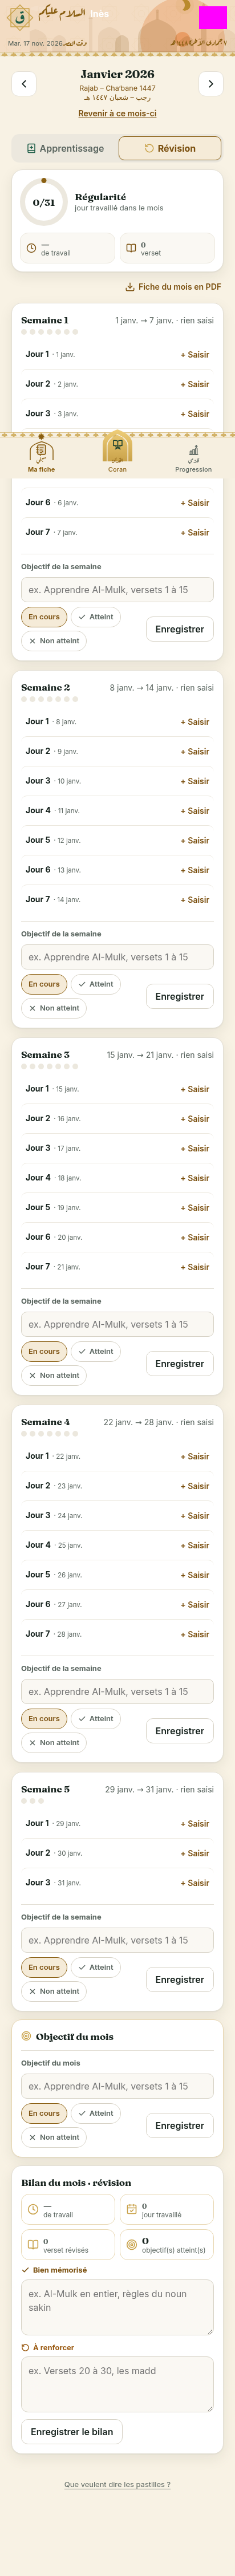 السلام عليكم Inès
Mar. 17 nov. 2026
Janvier 2026
Rajab – Cha'bane 1447
رجب – شعبان ١٤٤٧ هـ
Revenir à ce mois-ci
Apprentissage
Révision
0/31
Régularité
jour travaillé dans le mois
—
de travail
0
verset
Fiche du mois en PDF
Semaine 1
1 janv. → 7 janv. · rien saisi
Jour 1 · 1 janv. + Saisir
Jour 2 · 2 janv. + Saisir
Jour 3 · 3 janv. + Saisir
Ma fiche
Coran
Progression
Jour 6 · 6 janv. + Saisir
Jour 7 · 7 janv. + Saisir
Objectif de la semaine
ex. Apprendre Al-Mulk, versets 1 à 15
En cours
Atteint
Non atteint
Enregistrer
Semaine 2
8 janv. → 14 janv. · rien saisi
Jour 1 · 8 janv. + Saisir
Jour 2 · 9 janv. + Saisir
Jour 3 · 10 janv. + Saisir
Jour 4 · 11 janv. + Saisir
Jour 5 · 12 janv. + Saisir
Jour 6 · 13 janv. + Saisir
Jour 7 · 14 janv. + Saisir
Objectif de la semaine
ex. Apprendre Al-Mulk, versets 1 à 15
En cours
Atteint
Non atteint
Enregistrer
Semaine 3
15 janv. → 21 janv. · rien saisi
Jour 1 · 15 janv. + Saisir
Jour 2 · 16 janv. + Saisir
Jour 3 · 17 janv. + Saisir
Jour 4 · 18 janv. + Saisir
Jour 5 · 19 janv. + Saisir
Jour 6 · 20 janv. + Saisir
Jour 7 · 21 janv. + Saisir
Objectif de la semaine
ex. Apprendre Al-Mulk, versets 1 à 15
En cours
Atteint
Non atteint
Enregistrer
Semaine 4
22 janv. → 28 janv. · rien saisi
Jour 1 · 22 janv. + Saisir
Jour 2 · 23 janv. + Saisir
Jour 3 · 24 janv. + Saisir
Jour 4 · 25 janv. + Saisir
Jour 5 · 26 janv. + Saisir
Jour 6 · 27 janv. + Saisir
Jour 7 · 28 janv. + Saisir
Objectif de la semaine
ex. Apprendre Al-Mulk, versets 1 à 15
En cours
Atteint
Non atteint
Enregistrer
Semaine 5
29 janv. → 31 janv. · rien saisi
Jour 1 · 29 janv. + Saisir
Jour 2 · 30 janv. + Saisir
Jour 3 · 31 janv. + Saisir
Objectif de la semaine
ex. Apprendre Al-Mulk, versets 1 à 15
En cours
Atteint
Non atteint
Enregistrer
Objectif du mois
Objectif du mois
ex. Apprendre Al-Mulk, versets 1 à 15
En cours
Atteint
Non atteint
Enregistrer
Bilan du mois · révision
—
de travail
0
jour travaillé
0
verset révisés
0
objectif(s) atteint(s)
Bien mémorisé
ex. Al-Mulk en entier, règles du noun
sakin
À renforcer
ex. Versets 20 à 30, les madd
Enregistrer le bilan
Que veulent dire les pastilles ?